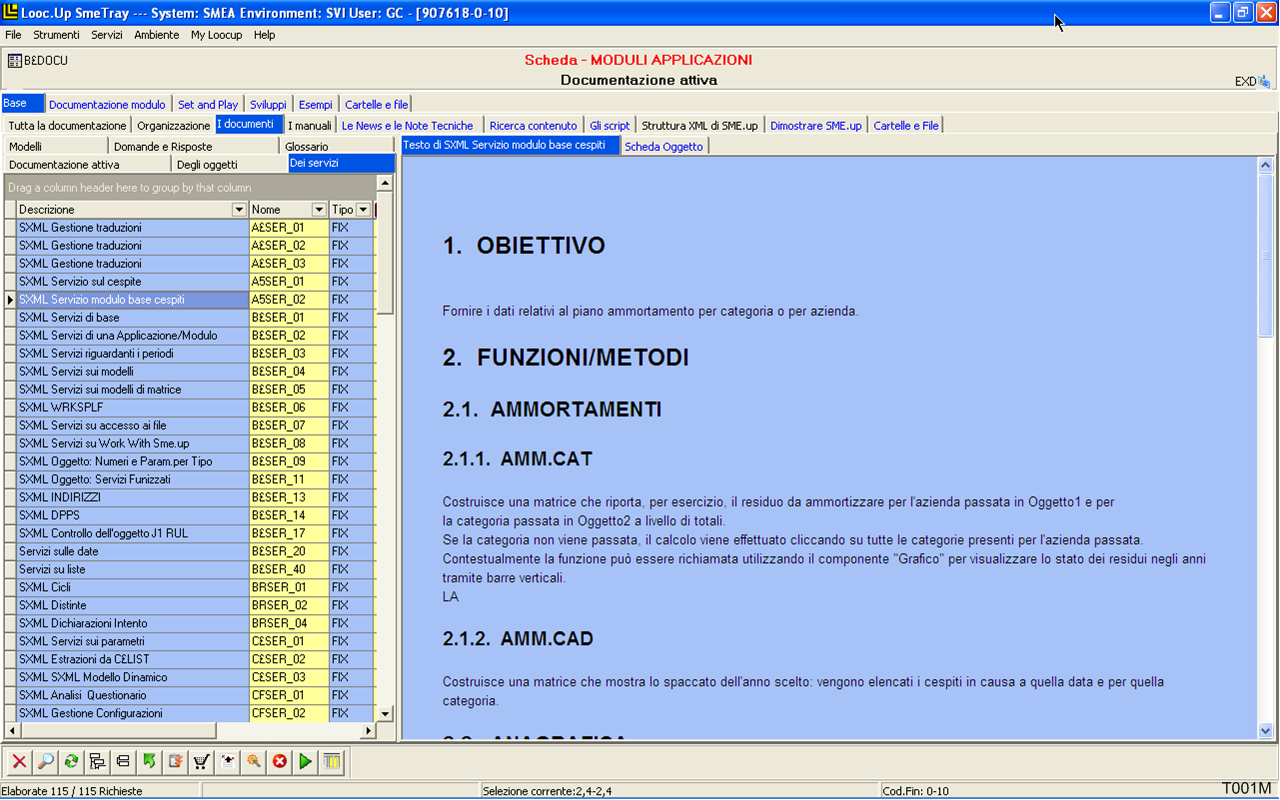 Looc.Up SmeTray --- System: SMEA Environment: SVI User: GC - [907618-0-10]
File Strumenti Servizi Ambiente My Loocup Help
B£DOCU
Scheda - MODULI APPLICAZIONI
Documentazione attiva
EXD
Base Documentazione modulo Set and Play Sviluppi Esempi Cartelle e file
Tutta la documentazione Organizzazione I documenti I manuali Le News e le Note Tecniche Ricerca contenuto Gli script Struttura XML di SME.up Dimostrare SME.up Cartelle e File
Modelli Domande e Risposte Glossario
Documentazione attiva Degli oggetti Dei servizi
Testo di SXML Servizio modulo base cespiti Scheda Oggetto
Drag a column header here to group by that column
Descrizione Nome Tipo
SXML Gestione traduzioni A£SER_01 FIX
SXML Gestione traduzioni A£SER_02 FIX
SXML Gestione traduzioni A£SER_03 FIX
SXML Servizio sul cespite A5SER_01 FIX
SXML Servizio modulo base cespiti A5SER_02 FIX
SXML Servizi di base B£SER_01 FIX
SXML Servizi di una Applicazione/Modulo B£SER_02 FIX
SXML Servizi riguardanti i periodi B£SER_03 FIX
SXML Servizi sui modelli B£SER_04 FIX
SXML Servizi sui modelli di matrice B£SER_05 FIX
SXML WRKSPLF B£SER_06 FIX
SXML Servizi su accesso ai file B£SER_07 FIX
SXML Servizi su Work With Sme.up B£SER_08 FIX
SXML Oggetto: Numeri e Param.per Tipo B£SER_09 FIX
SXML Oggetto: Servizi Funizzati B£SER_11 FIX
SXML INDIRIZZI B£SER_13 FIX
SXML DPPS B£SER_14 FIX
SXML Controllo dell'oggetto J1 RUL B£SER_17 FIX
Servizi sulle date B£SER_20 FIX
Servizi su liste B£SER_40 FIX
SXML Cicli BRSER_01 FIX
SXML Distinte BRSER_02 FIX
SXML Dichiarazioni Intento BRSER_04 FIX
SXML Servizi sui parametri C£SER_01 FIX
SXML Estrazioni da C£LIST C£SER_02 FIX
SXML SXML Modello Dinamico C£SER_03 FIX
SXML Analisi Questionario CFSER_01 FIX
SXML Gestione Configurazioni CFSER_02 FIX
1. OBIETTIVO
Fornire i dati relativi al piano ammortamento per categoria o per azienda.
2. FUNZIONI/METODI
2.1. AMMORTAMENTI
2.1.1. AMM.CAT
Costruisce una matrice che riporta, per esercizio, il residuo da ammortizzare per l'azienda passata in Oggetto1 e per
la categoria passata in Oggetto2 a livello di totali.
Se la categoria non viene passata, il calcolo viene effettuato cliccando su tutte le categorie presenti per l'azienda passata.
Contestualmente la funzione può essere richiamata utilizzando il componente "Grafico" per visualizzare lo stato dei residui negli anni
tramite barre verticali.
LA
2.1.2. AMM.CAD
Costruisce una matrice che mostra lo spaccato dell'anno scelto: vengono elencati i cespiti in causa a quella data e per quella
categoria.
Elaborate 115 / 115 Richieste Selezione corrente:2,4-2,4 Cod.Fin: 0-10 T001M